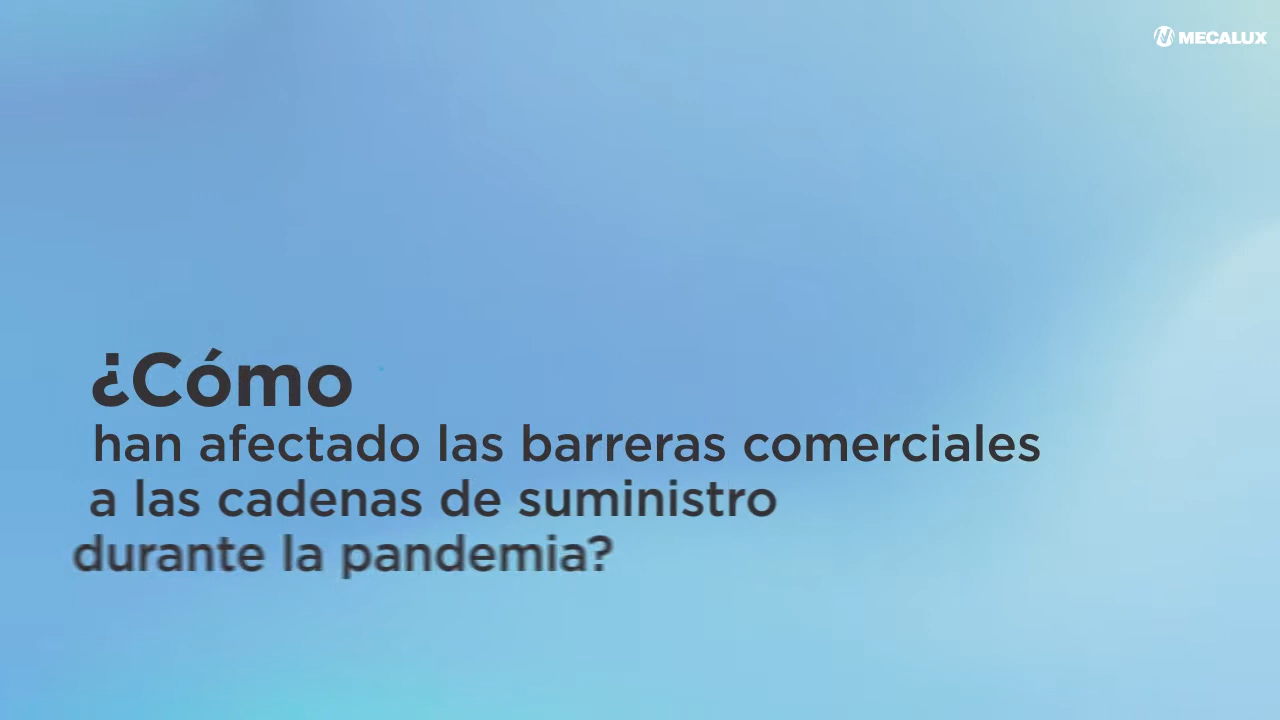 MECALUX
¿Cómo
han afectado las barreras comerciales
a las cadenas de suministro
durante la pandemia?